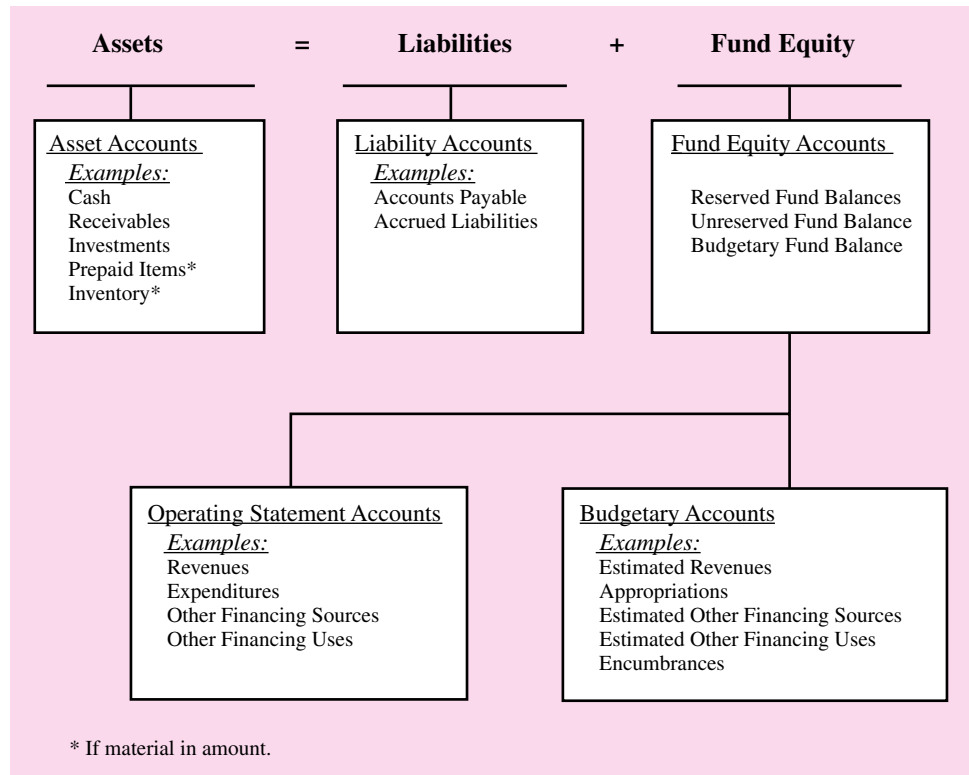 Assets = Liabilities + Fund Equity
Asset Accounts
Examples:
Cash
Receivables
Investments
Prepaid Items*
Inventory*
Liability Accounts
Examples:
Accounts Payable
Accrued Liabilities
Fund Equity Accounts
Reserved Fund Balances
Unreserved Fund Balance
Budgetary Fund Balance
Operating Statement Accounts
Examples:
Revenues
Expenditures
Other Financing Sources
Other Financing Uses
Budgetary Accounts
Examples:
Estimated Revenues
Appropriations
Estimated Other Financing Sources
Estimated Other Financing Uses
Encumbrances
* If material in amount.